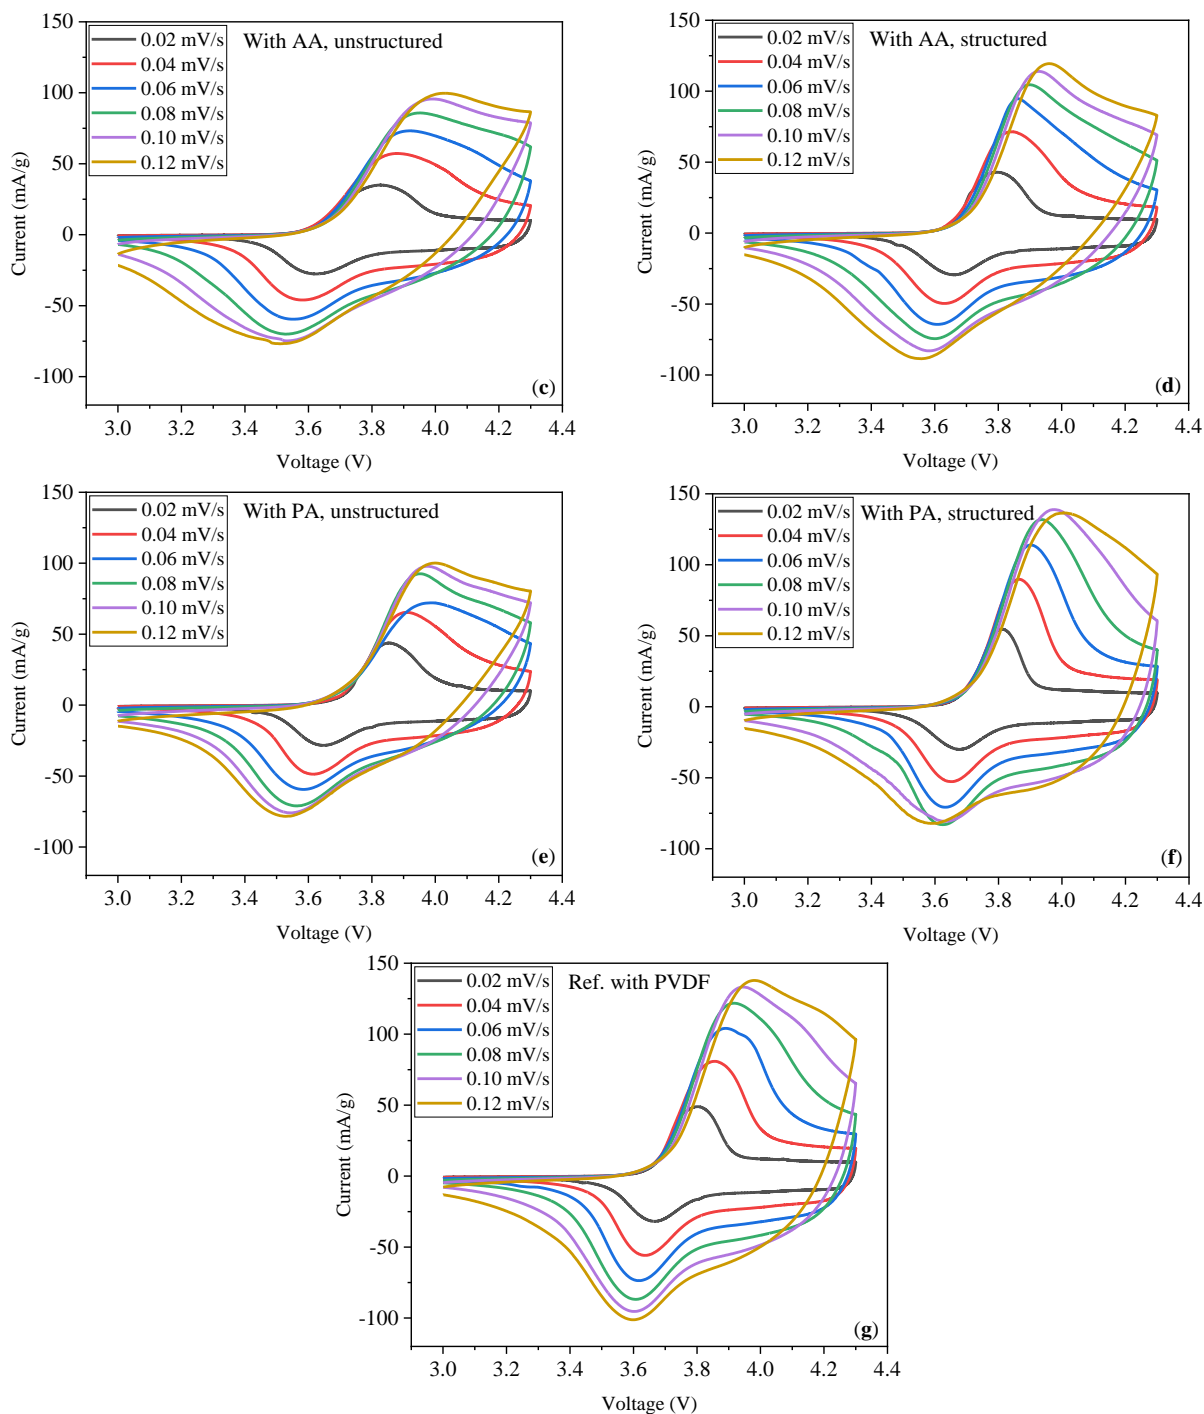 150
100
50
0
-50
-100
Current (mA/g)
0.02 mV/s
0.04 mV/s
0.06 mV/s
0.08 mV/s
0.10 mV/s
0.12 mV/s
With AA, unstructured
(c)
3.0 3.2 3.4 3.6 3.8 4.0 4.2 4.4
Voltage (V)
150
100
50
0
-50
-100
Current (mA/g)
0.02 mV/s
0.04 mV/s
0.06 mV/s
0.08 mV/s
0.10 mV/s
0.12 mV/s
With AA, structured
(d)
3.0 3.2 3.4 3.6 3.8 4.0 4.2 4.4
Voltage (V)
150
100
50
0
-50
-100
Current (mA/g)
0.02 mV/s
0.04 mV/s
0.06 mV/s
0.08 mV/s
0.10 mV/s
0.12 mV/s
With PA, unstructured
(e)
3.0 3.2 3.4 3.6 3.8 4.0 4.2 4.4
Voltage (V)
150
100
50
0
-50
-100
Current (mA/g)
0.02 mV/s
0.04 mV/s
0.06 mV/s
0.08 mV/s
0.10 mV/s
0.12 mV/s
With PA, structured
(f)
3.0 3.2 3.4 3.6 3.8 4.0 4.2 4.4
Voltage (V)
150
100
50
0
-50
-100
Current (mA/g)
0.02 mV/s
0.04 mV/s
0.06 mV/s
0.08 mV/s
0.10 mV/s
0.12 mV/s
Ref. with PVDF
(g)
3.0 3.2 3.4 3.6 3.8 4.0 4.2 4.4
Voltage (V)